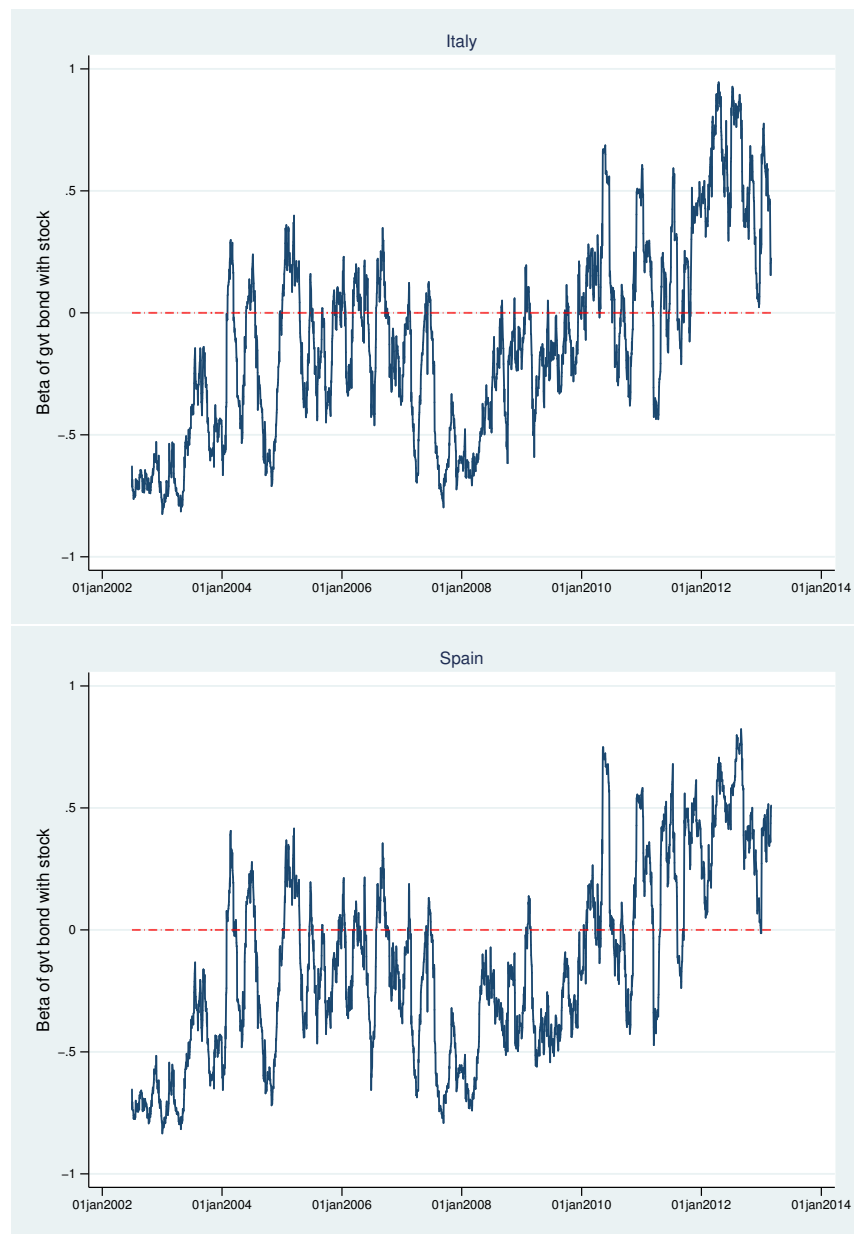 Italy
Beta of gvt bond with stock
1
.5
0
−.5
−1
01jan2002 01jan2004 01jan2006 01jan2008 01jan2010 01jan2012 01jan2014
Spain
Beta of gvt bond with stock
1
.5
0
−.5
−1
01jan2002 01jan2004 01jan2006 01jan2008 01jan2010 01jan2012 01jan2014